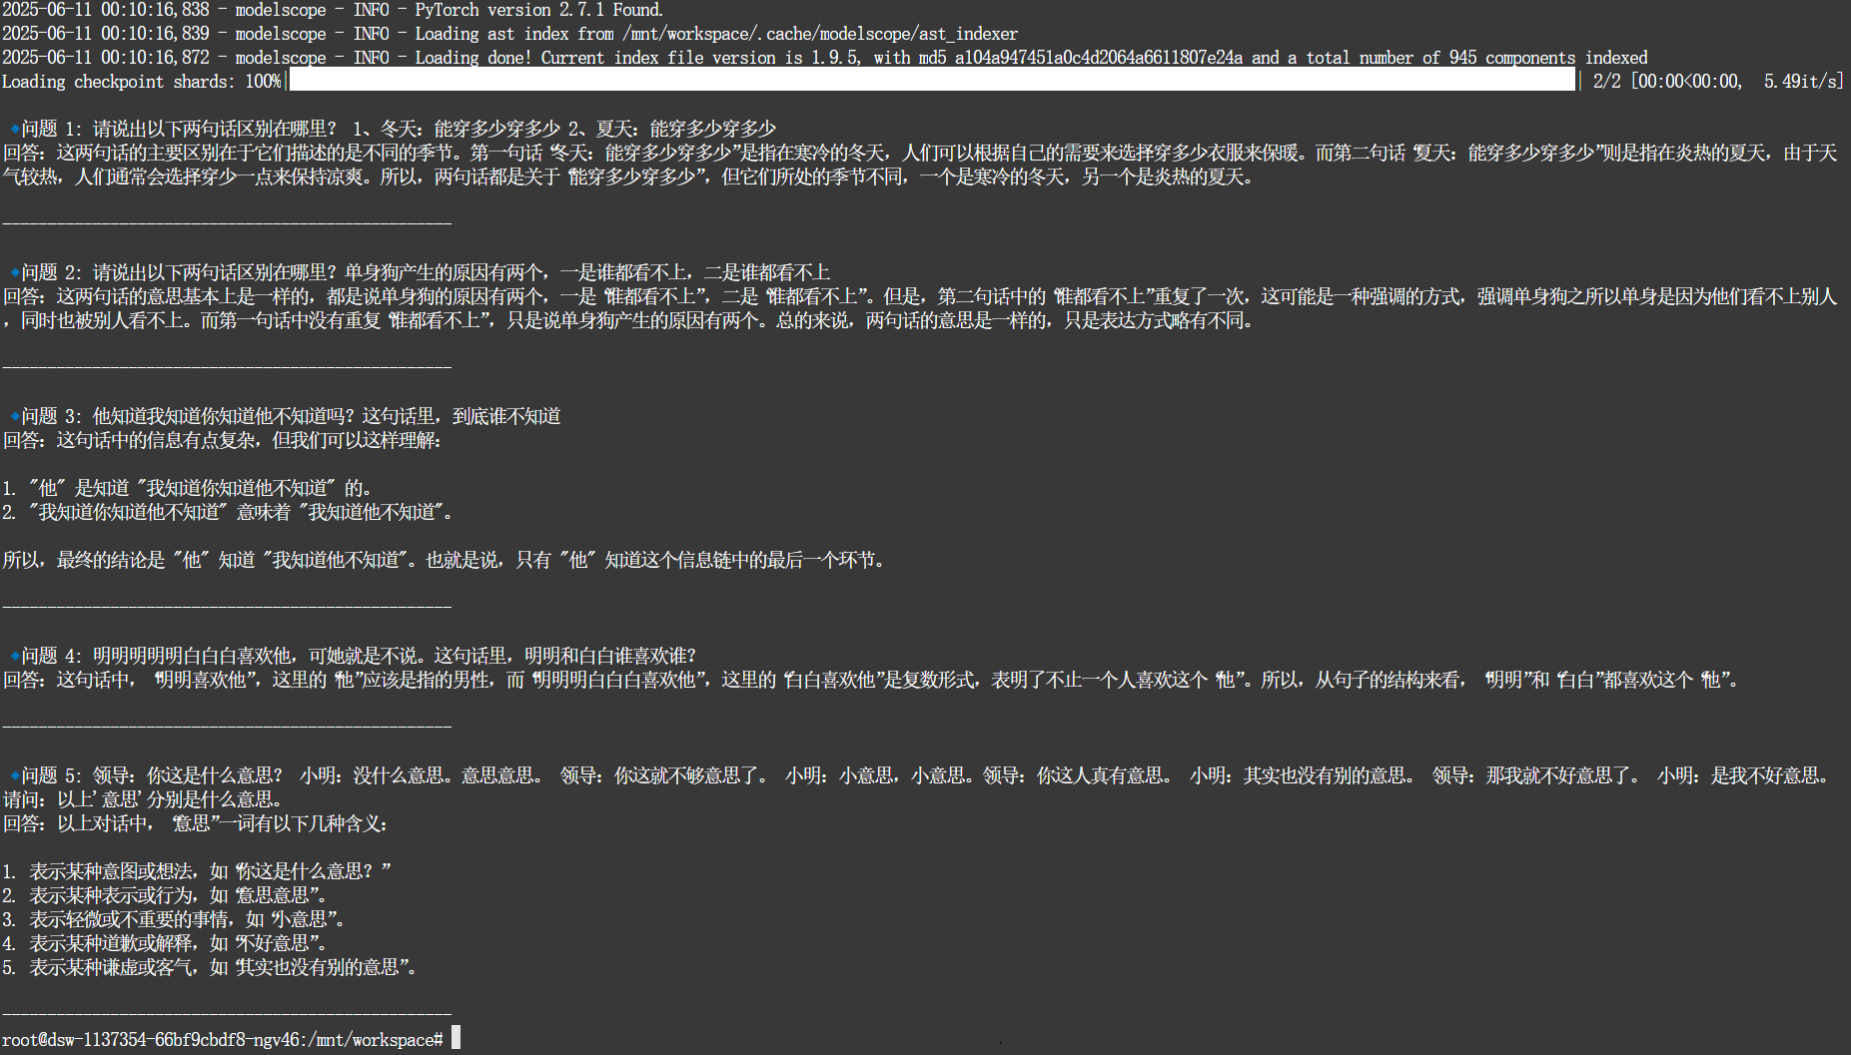 2025-06-11 00:10:16,838 - modelscope - INFO - PyTorch version 2.7.1 Found.
2025-06-11 00:10:16,839 - modelscope - INFO - Loading ast index from /mnt/workspace/.cache/modelscope/ast_indexer
2025-06-11 00:10:16,872 - modelscope - INFO - Loading done! Current index file version is 1.9.5, with md5 a104a947451a0c4d2064a6611807e24a and a total number of 945 components indexed
Loading checkpoint shards: 100%| | 2/2 [00:00<00:00, 5.49it/s]
🔹问题 1: 请说出以下两句话区别在哪里? 1、冬天: 能穿多少穿多少 2、夏天: 能穿多少穿多少
回答: 这两句话的主要区别在于它们描述的是不同的季节。第一句话“冬天: 能穿多少穿多少”是指在寒冷的冬天，人们可以根据自己的需要来选择穿多少衣服来保暖。而第二句话“夏天: 能穿多少穿多少”则是指在炎热的夏天，由于天
气较热，人们通常会选择穿少一点来保持凉爽。所以，两句话都是关于“能穿多少穿多少”，但它们所处的季节不同，一个是寒冷的冬天，另一个是炎热的夏天。
--------------------------------------------------
🔹问题 2: 请说出以下两句话区别在哪里？单身狗产生的原因有两个，一是谁都看不上，二是谁都看不上
回答: 这两句话的意思基本上是一样的，都是说单身狗的原因有两个，一是“谁都看不上”，二是“谁都看不上”。但是，第二句话中的“谁都看不上”重复了一次，这可能是一种强调的方式，强调单身狗之所以单身是因为他们看不上别人
，同时也被别人看不上。而第一句话中没有重复“谁都看不上”，只是说单身狗产生的原因有两个。总的来说，两句话的意思是一样的，只是表达方式略有不同。
--------------------------------------------------
🔹问题 3: 他知道我知道你知道他不知道吗？这句话里，到底谁不知道
回答: 这句话中的信息有点复杂，但我们可以这样理解:
1. "他" 是知道 "我知道你知道他不知道" 的。
2. "我知道你知道他不知道" 意味着 "我知道他不知道"。
所以，最终的结论是 "他" 知道 "我知道他不知道"。也就是说，只有 "他" 知道这个信息链中的最后一个环节。
--------------------------------------------------
🔹问题 4: 明明明明明白白白喜欢他，可她就是不说。这句话里，明明和白白谁喜欢谁？
回答: 这句话中，“明明喜欢他”，这里的“他”应该是指的男性，而“明明明白白白喜欢他”，这里的“白白喜欢他”是复数形式，表明了不止一个人喜欢这个“他”。所以，从句子的结构来看，“明明”和“白白”都喜欢这个“他”。
--------------------------------------------------
🔹问题 5: 领导: 你这是什么意思？ 小明: 没什么意思。意思意思。 领导: 你这就不够意思了。 小明: 小意思，小意思。领导: 你这人真有意思。 小明: 其实也没有别的意思。 领导: 那我就不好意思了。 小明: 是我不好意思。
请问: 以上'意思'分别是什么意思。
回答: 以上对话中，“意思”一词有以下几种含义:
1. 表示某种意图或想法，如“你这是什么意思？”
2. 表示某种表示或行为，如“意思意思”。
3. 表示轻微或不重要的事情，如“小意思”。
4. 表示某种道歉或解释，如“不好意思”。
5. 表示某种谦虚或客气，如“其实也没有别的意思”。
--------------------------------------------------
root@dsw-1137354-66bf9cbdf8-ngv46:/mnt/workspace#